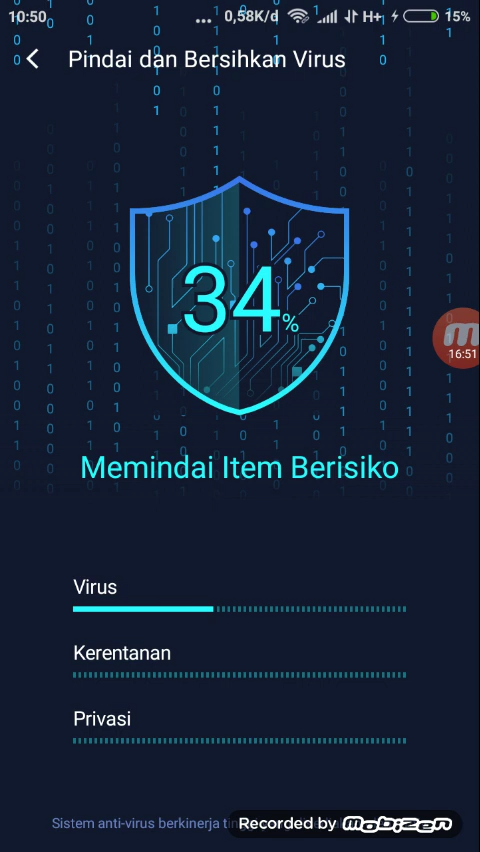 10:50 ... 0,58K/d H+ 15%
Pindai dan Bersihkan Virus
34%
16:51
Memindai Item Berisiko
Virus
Kerentanan
Privasi
Sistem anti-virus berkinerja
Recorded by mobizen